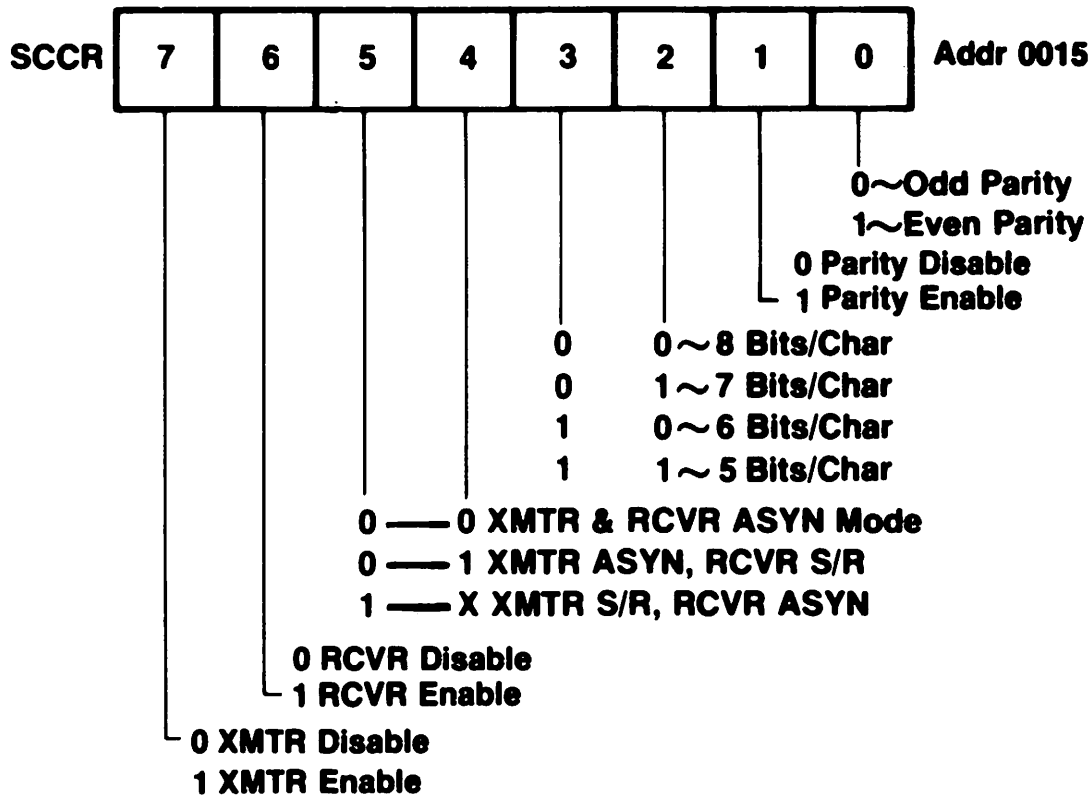 SCCR 7 6 5 4 3 2 1 0 Addr 0015
0~Odd Parity
1~Even Parity
0 Parity Disable
1 Parity Enable
0 0~8 Bits/Char
0 1~7 Bits/Char
1 0~6 Bits/Char
1 1~5 Bits/Char
0 — 0 XMTR & RCVR ASYN Mode
0 — 1 XMTR ASYN, RCVR S/R
1 — X XMTR S/R, RCVR ASYN
0 RCVR Disable
1 RCVR Enable
0 XMTR Disable
1 XMTR Enable